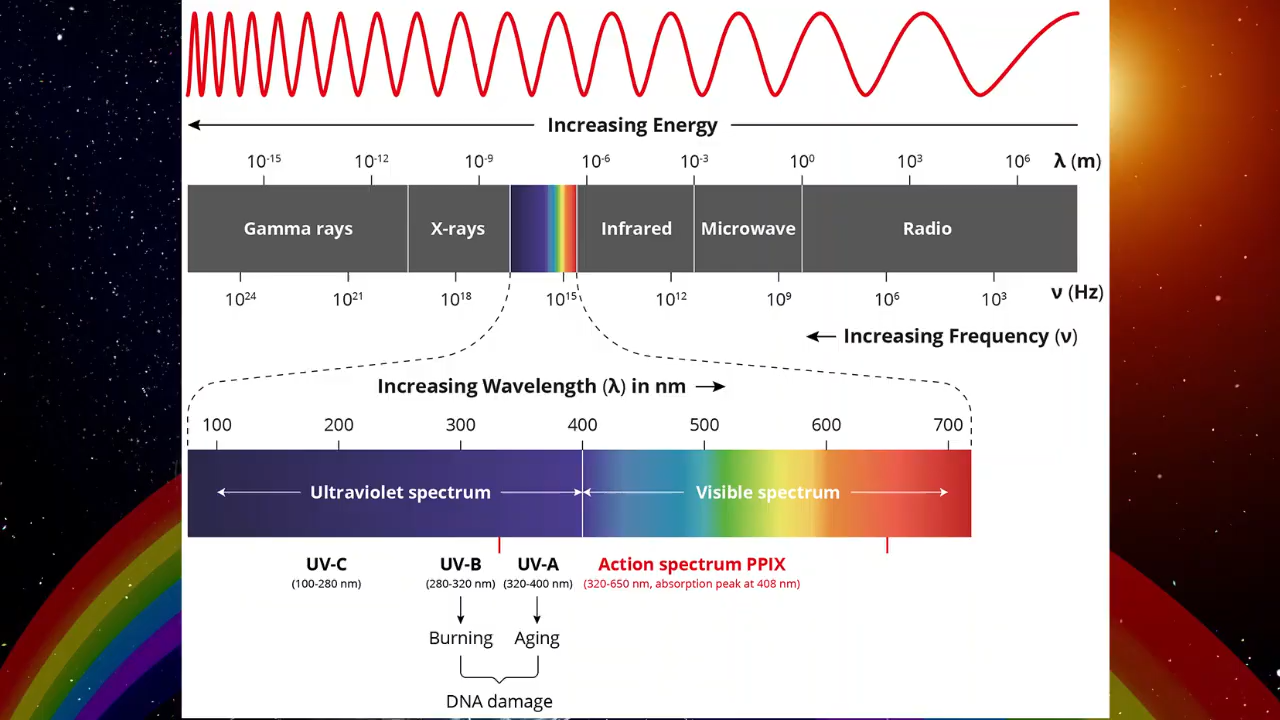 Increasing Energy
10-15 10-12 10-9 10-6 10-3 10⁰ 10³ 10⁶ λ (m)
Gamma rays X-rays Infrared Microwave Radio
10²⁴ 10²¹ 10¹⁸ 10¹⁵ 10¹² 10⁹ 10⁶ 10³ ν (Hz)
Increasing Frequency (ν)
Increasing Wavelength (λ) in nm
100 200 300 400 500 600 700
Ultraviolet spectrum Visible spectrum
UV-C UV-B UV-A Action spectrum PPIX
(100-280 nm) (280-320 nm) (320-400 nm) (320-650 nm, absorption peak at 408 nm)
Burning Aging
DNA damage